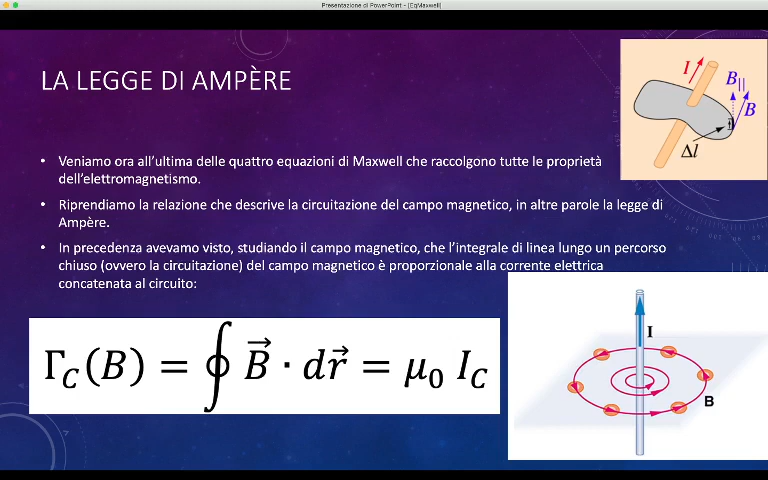 Presentazione di PowerPoint - [EqMaxwell]
LA LEGGE DI AMPÈRE
• Veniamo ora all'ultima delle quattro equazioni di Maxwell che raccolgono tutte le proprietà
dell'elettromagnetismo.
• Riprendiamo la relazione che descrive la circuitazione del campo magnetico, in altre parole la legge di
Ampère.
• In precedenza avevamo visto, studiando il campo magnetico, che l'integrale di linea lungo un percorso
chiuso (ovvero la circuitazione) del campo magnetico è proporzionale alla corrente elettrica
concatenata al circuito:
Γ_C(B) = ∮ B⃗ · dr⃗ = μ₀ I_C
I
B||
B
Δl
I
B